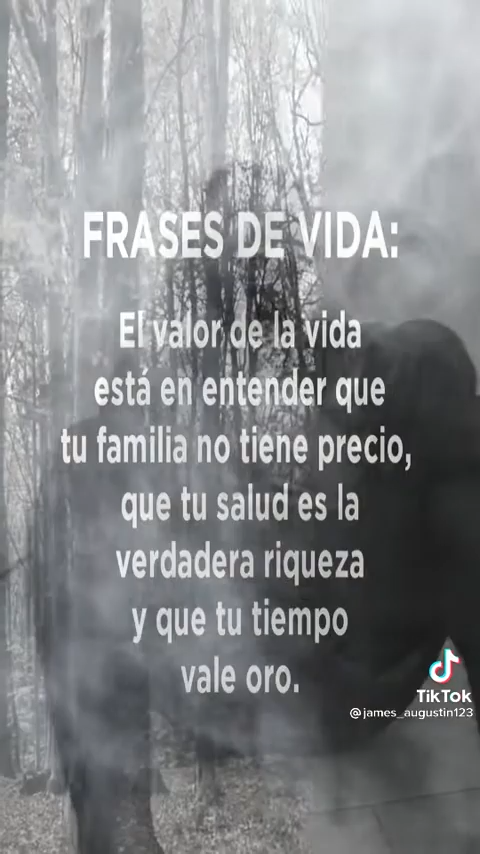 FRASES DE VIDA:
El valor de la vida
está en entender que
tu familia no tiene precio,
que tu salud es la
verdadera riqueza
y que tu tiempo
vale oro.
TikTok
@james_augustin123